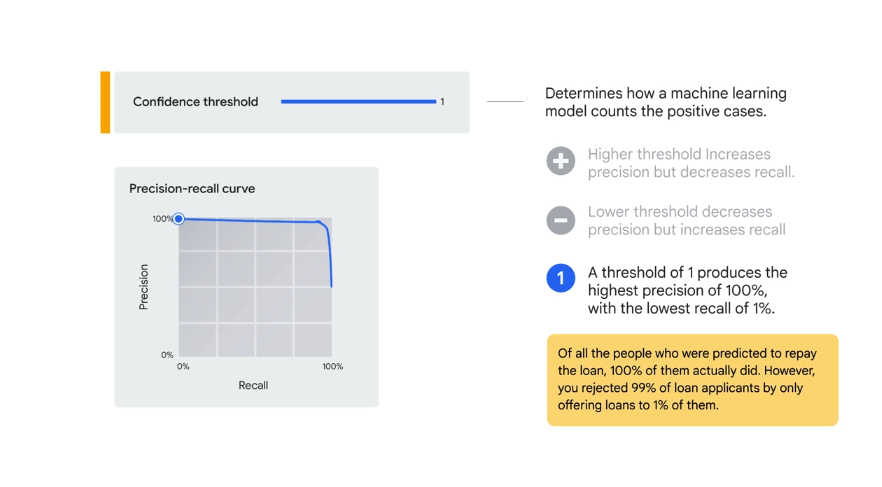 Confidence threshold
1
Determines how a machine learning
model counts the positive cases.
Higher threshold Increases
precision but decreases recall.
Lower threshold decreases
precision but increases recall
1
A threshold of 1 produces the
highest precision of 100%,
with the lowest recall of 1%.
Of all the people who were predicted to repay
the loan, 100% of them actually did. However,
you rejected 99% of loan applicants by only
offering loans to 1% of them.
Precision-recall curve
100%
Precision
0%
0%
100%
Recall